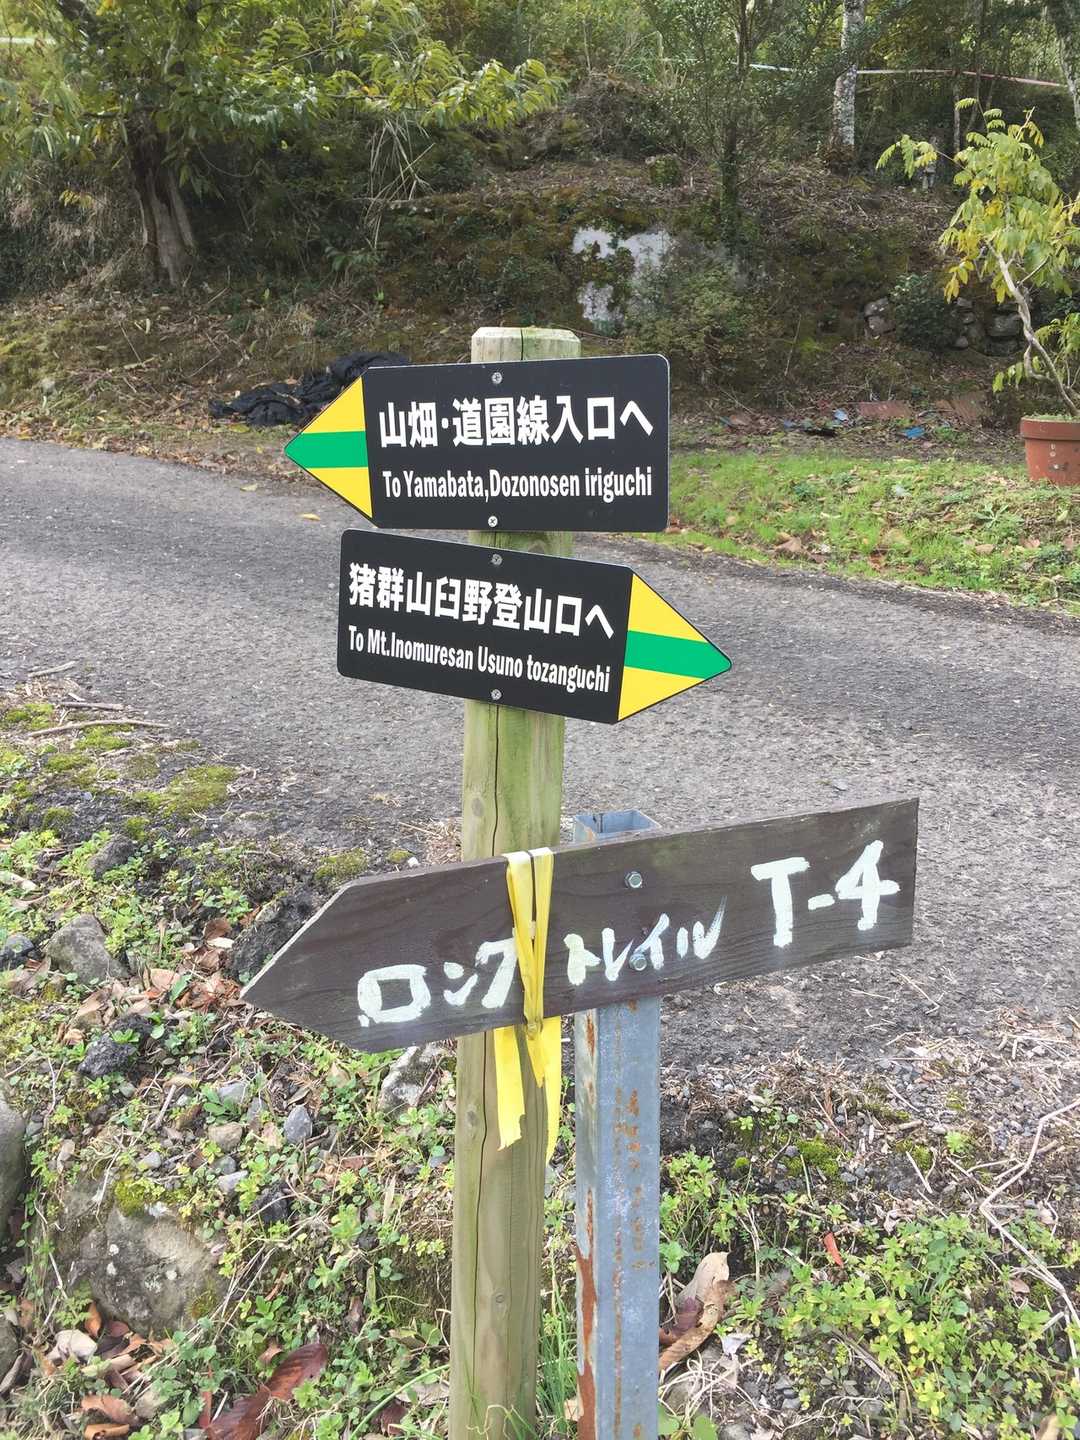 山畑・道園線入口へ
To Yamabata,Dozonosen iriguchi
猪群山臼野登山口へ
To Mt.Inomuresan Usuno tozanguchi
ロングトレイル T-4